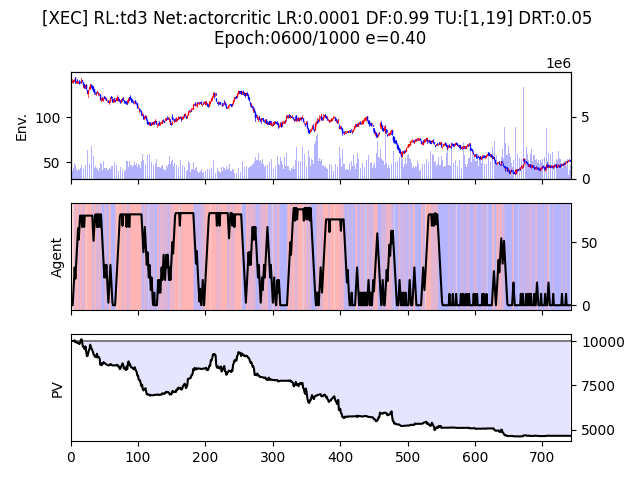 [XEC] RL:td3 Net:actorcritic LR:0.0001 DF:0.99 TU:[1,19] DRT:0.05
Epoch:0600/1000 e=0.40
1e6
Env.
100
50
5
0
Agent
50
0
PV
10000
7500
5000
0 100 200 300 400 500 600 700